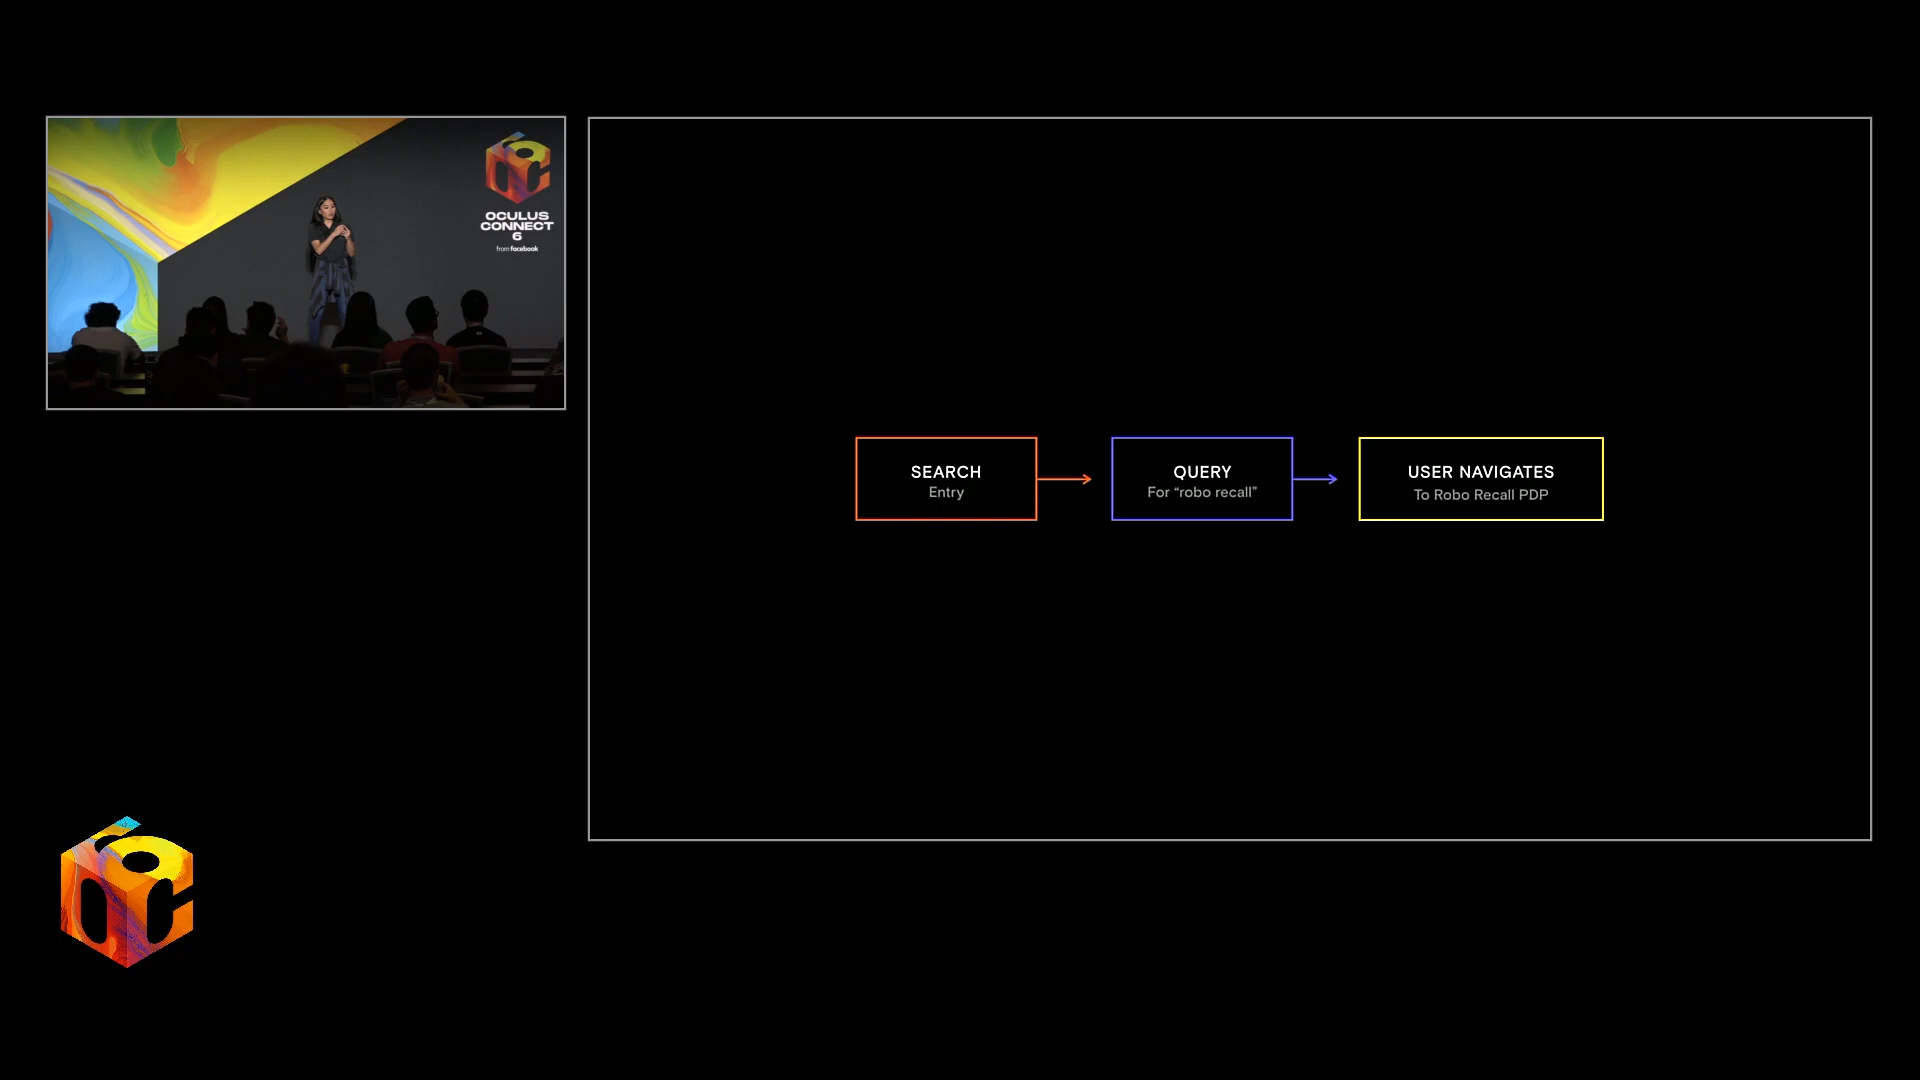 OCULUS
CONNECT
6
from facebook
SEARCH
Entry
QUERY
For “robo recall”
USER NAVIGATES
To Robo Recall PDP